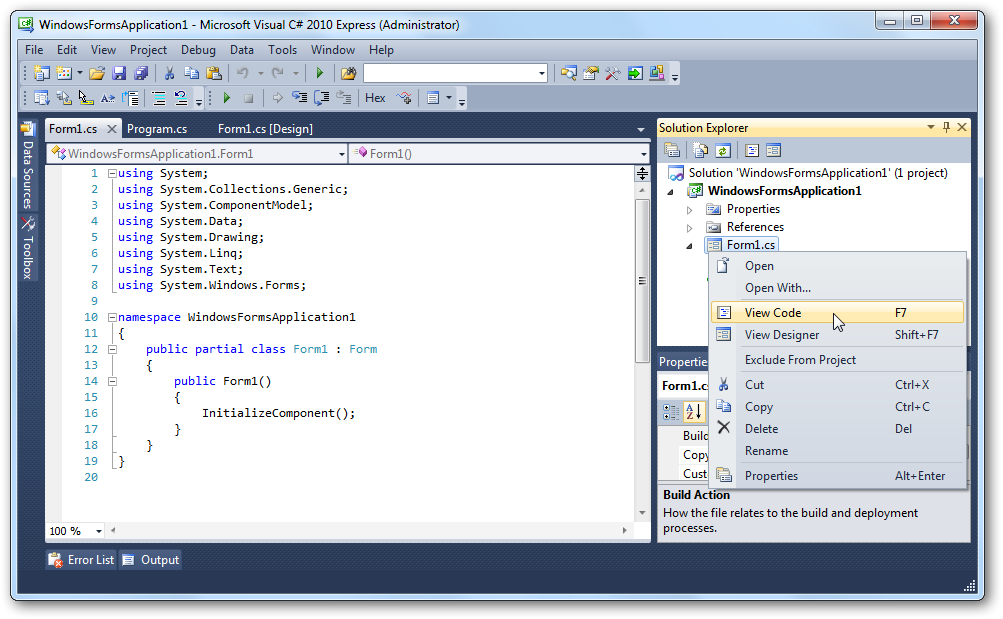 WindowsFormsApplication1 - Microsoft Visual C# 2010 Express (Administrator)
File Edit View Project Debug Data Tools Window Help
Hex
Data Sources
Toolbox
Form1.cs Program.cs Form1.cs [Design]
WindowsFormsApplication1.Form1 Form1()
1 using System;
2 using System.Collections.Generic;
3 using System.ComponentModel;
4 using System.Data;
5 using System.Drawing;
6 using System.Linq;
7 using System.Text;
8 using System.Windows.Forms;
9
10 namespace WindowsFormsApplication1
11 {
12 public partial class Form1 : Form
13 {
14 public Form1()
15 {
16 InitializeComponent();
17 }
18 }
19 }
20
100 %
Error List Output
Solution Explorer
Solution 'WindowsFormsApplication1' (1 project)
WindowsFormsApplication1
Properties
References
Form1.cs
Open
Open With...
View Code F7
View Designer Shift+F7
Exclude From Project
Cut Ctrl+X
Copy Ctrl+C
Delete Del
Rename
Properties Alt+Enter
Propertie
Form1.c
Build
Copy
Cust
Build Action
How the file relates to the build and deployment
processes.